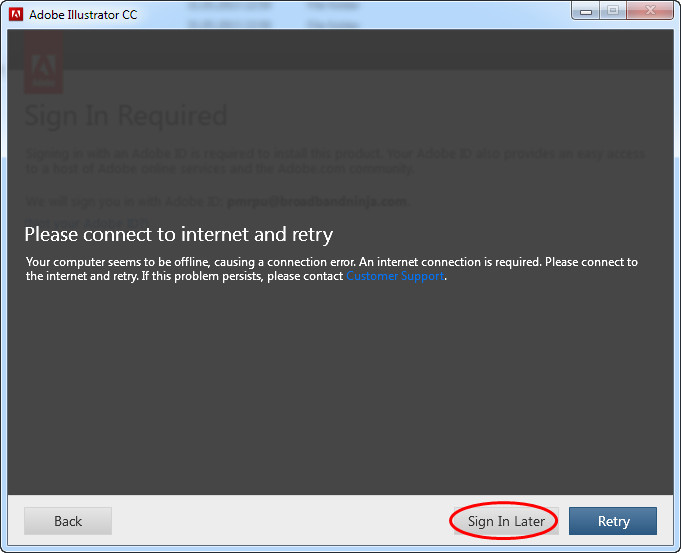 Adobe Illustrator CC
Sign In Required
Signing in with an Adobe ID is required to install this product. Your Adobe ID also provides an easy access
to a host of Adobe online services and the Adobe.com community.
We will sign you in with Adobe ID:
Please connect to internet and retry
Your computer seems to be offline, causing a connection error. An internet connection is required. Please connect to
the internet and retry. If this problem persists, please contact Customer Support.
Back
Sign In Later
Retry